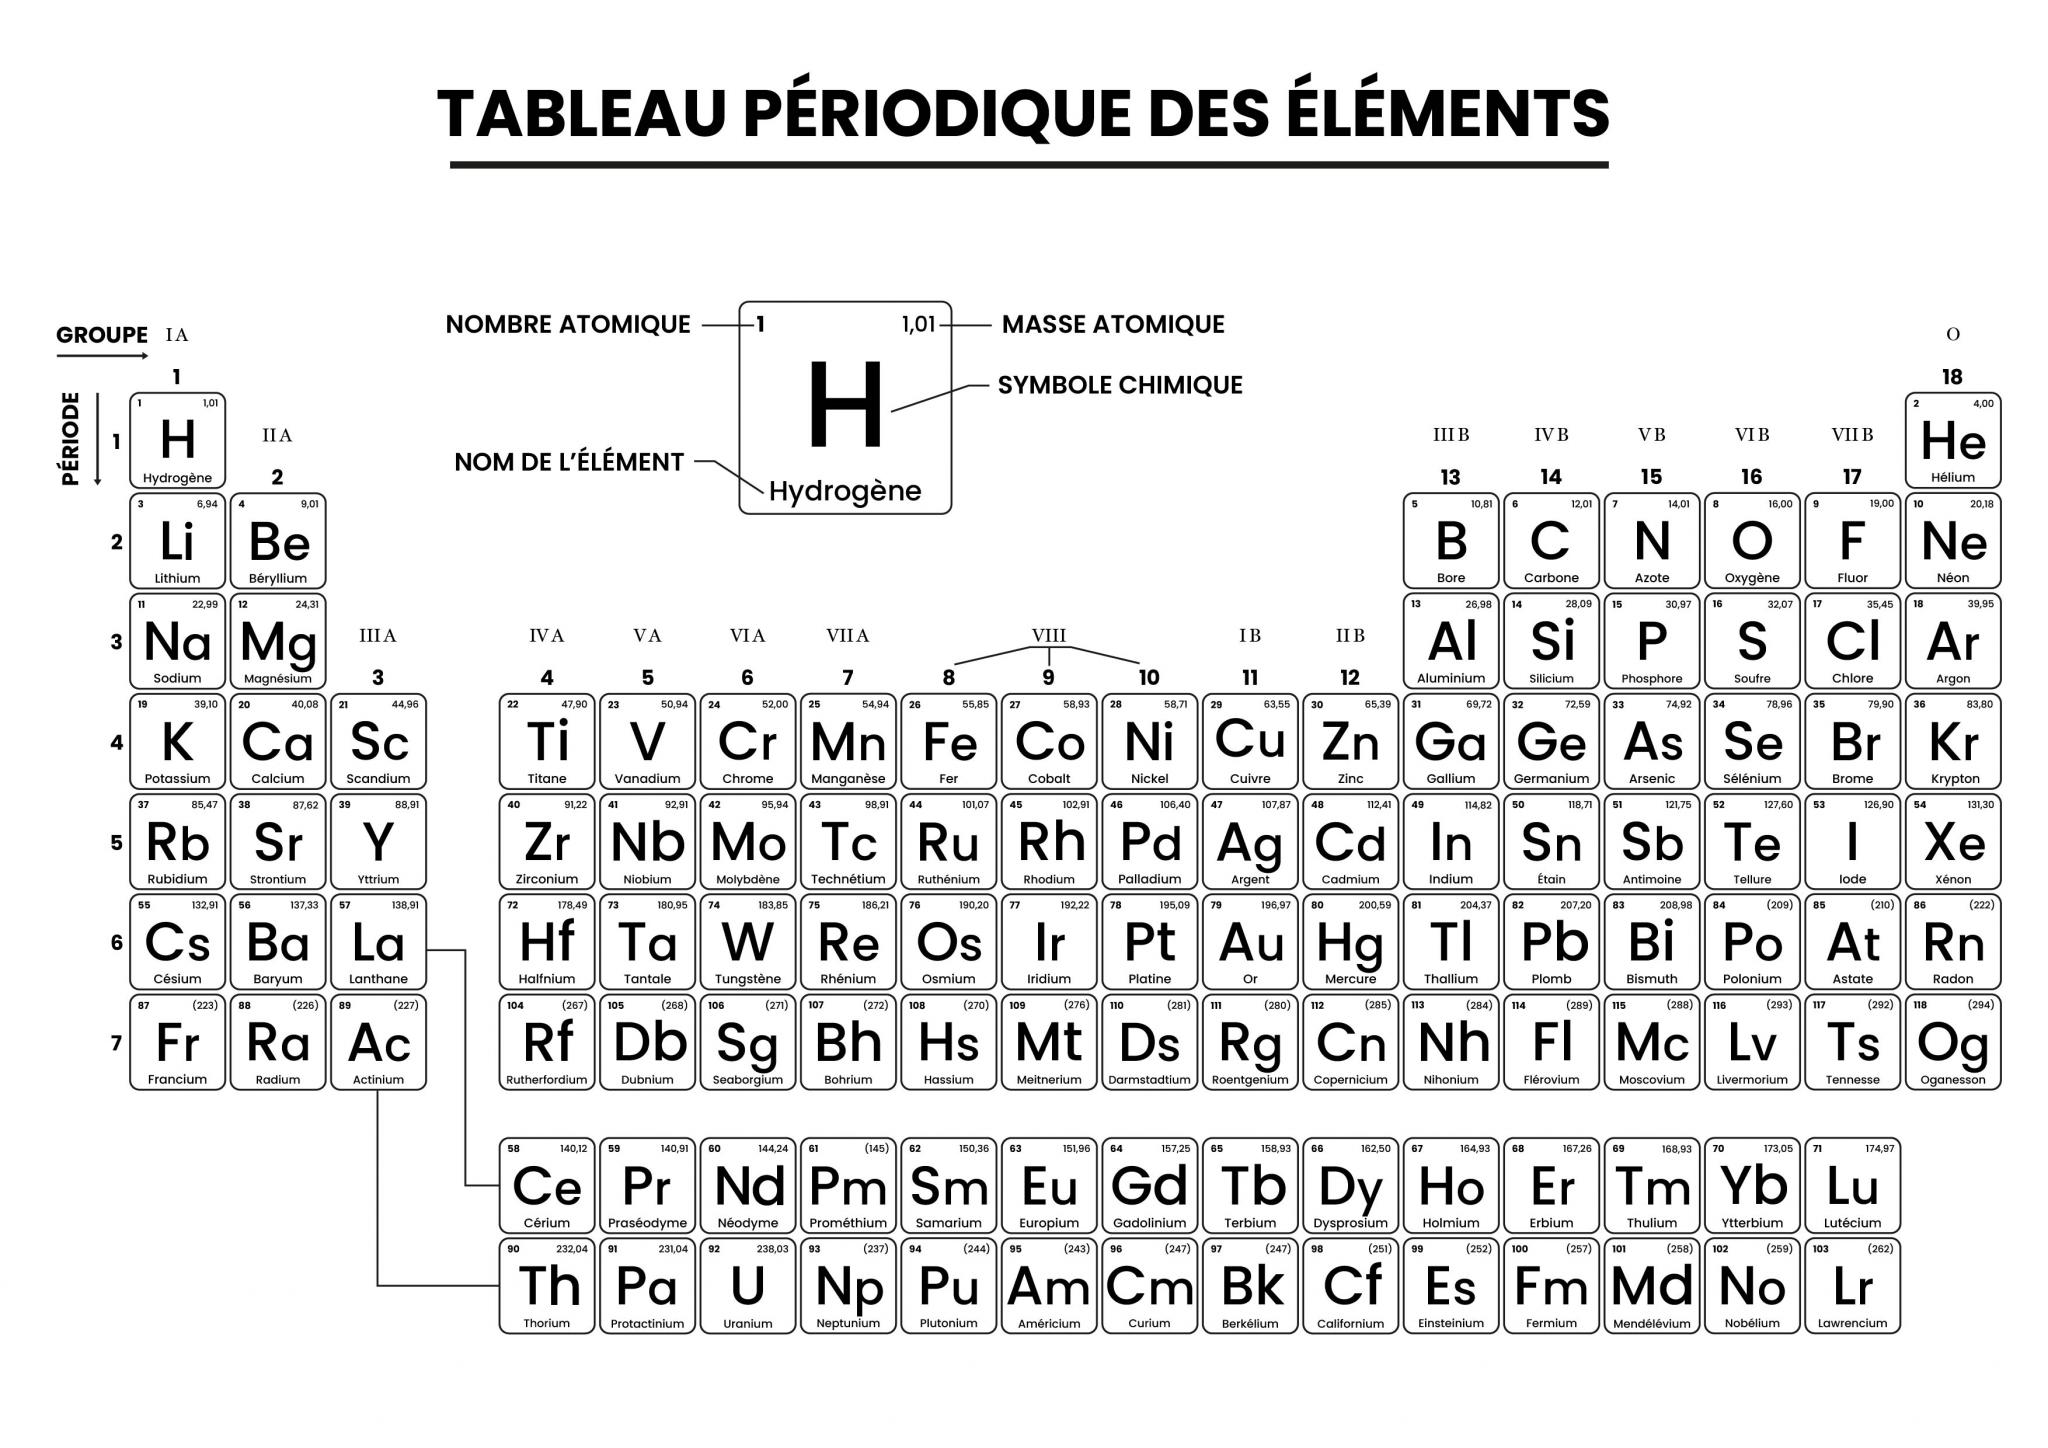 TABLEAU PÉRIODIQUE DES ÉLÉMENTS
NOMBRE ATOMIQUE 1 1,01 MASSE ATOMIQUE
H SYMBOLE CHIMIQUE
NOM DE L’ÉLÉMENT Hydrogène
GROUPE I A O
1 18
PÉRIODE
II A III B IV B V B VI B VII B
2 13 14 15 16 17
1
1 1,01 H Hydrogène
2 4,00 He Hélium
2
3 6,94 Li Lithium
4 9,01 Be Béryllium
5 10,81 B Bore
6 12,01 C Carbone
7 14,01 N Azote
8 16,00 O Oxygène
9 19,00 F Fluor
10 20,18 Ne Néon
3
11 22,99 Na Sodium
12 24,31 Mg Magnésium
13 26,98 Al Aluminium
14 28,09 Si Silicium
15 30,97 P Phosphore
16 32,07 S Soufre
17 35,45 Cl Chlore
18 39,95 Ar Argon
III A IV A V A VI A VII A VIII I B II B
3 4 5 6 7 8 9 10 11 12
4
19 39,10 K Potassium
20 40,08 Ca Calcium
21 44,96 Sc Scandium
22 47,90 Ti Titane
23 50,94 V Vanadium
24 52,00 Cr Chrome
25 54,94 Mn Manganèse
26 55,85 Fe Fer
27 58,93 Co Cobalt
28 58,71 Ni Nickel
29 63,55 Cu Cuivre
30 65,39 Zn Zinc
31 69,72 Ga Gallium
32 72,59 Ge Germanium
33 74,92 As Arsenic
34 78,96 Se Sélénium
35 79,90 Br Brome
36 83,80 Kr Krypton
5
37 85,47 Rb Rubidium
38 87,62 Sr Strontium
39 88,91 Y Yttrium
40 91,22 Zr Zirconium
41 92,91 Nb Niobium
42 95,94 Mo Molybdène
43 98,91 Tc Technétium
44 101,07 Ru Ruthénium
45 102,91 Rh Rhodium
46 106,40 Pd Palladium
47 107,87 Ag Argent
48 112,41 Cd Cadmium
49 114,82 In Indium
50 118,71 Sn Étain
51 121,75 Sb Antimoine
52 127,60 Te Tellure
53 126,90 I Iode
54 131,30 Xe Xénon
6
55 132,91 Cs Césium
56 137,33 Ba Baryum
57 138,91 La Lanthane
72 178,49 Hf Halfnium
73 180,95 Ta Tantale
74 183,85 W Tungstène
75 186,21 Re Rhénium
76 190,20 Os Osmium
77 192,22 Ir Iridium
78 195,09 Pt Platine
79 196,97 Au Or
80 200,59 Hg Mercure
81 204,37 Tl Thallium
82 207,20 Pb Plomb
83 208,98 Bi Bismuth
84 (209) Po Polonium
85 (210) At Astate
86 (222) Rn Radon
7
87 (223) Fr Francium
88 (226) Ra Radium
89 (227) Ac Actinium
104 (267) Rf Rutherfordium
105 (268) Db Dubnium
106 (271) Sg Seaborgium
107 (272) Bh Bohrium
108 (270) Hs Hassium
109 (276) Mt Meitnerium
110 (281) Ds Darmstadtium
111 (280) Rg Roentgenium
112 (285) Cn Copernicium
113 (284) Nh Nihonium
114 (289) Fl Flérovium
115 (288) Mc Moscovium
116 (293) Lv Livermorium
117 (292) Ts Tennesse
118 (294) Og Oganesson
58 140,12 Ce Cérium
59 140,91 Pr Praséodyme
60 144,24 Nd Néodyme
61 (145) Pm Prométhium
62 150,36 Sm Samarium
63 151,96 Eu Europium
64 157,25 Gd Gadolinium
65 158,93 Tb Terbium
66 162,50 Dy Dysprosium
67 164,93 Ho Holmium
68 167,26 Er Erbium
69 168,93 Tm Thulium
70 173,05 Yb Ytterbium
71 174,97 Lu Lutécium
90 232,04 Th Thorium
91 231,04 Pa Protactinium
92 238,03 U Uranium
93 (237) Np Neptunium
94 (244) Pu Plutonium
95 (243) Am Américium
96 (247) Cm Curium
97 (247) Bk Berkélium
98 (251) Cf Californium
99 (252) Es Einsteinium
100 (257) Fm Fermium
101 (258) Md Mendélévium
102 (259) No Nobélium
103 (262) Lr Lawrencium